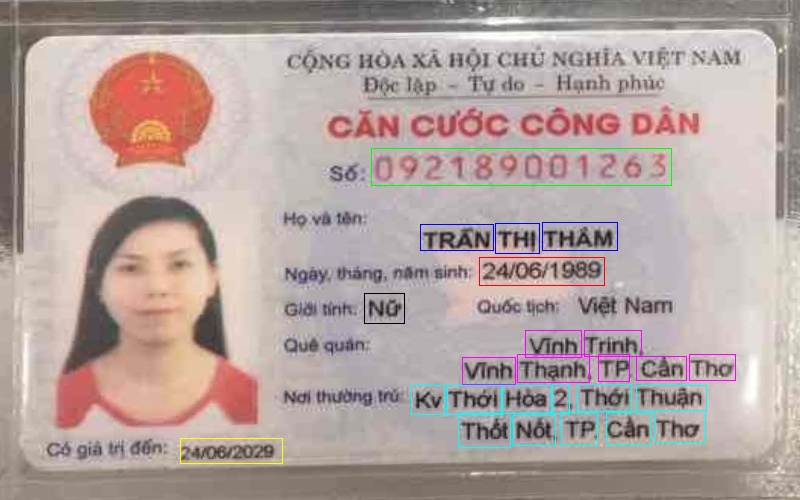 CỘNG HÒA XÃ HỘI CHỦ NGHĨA VIỆT NAM
Độc lập - Tự do - Hạnh phúc
CĂN CƯỚC CÔNG DÂN
Số: 092189001263
Họ và tên:
TRẦN THỊ THẮM
Ngày, tháng, năm sinh: 24/06/1989
Giới tính: Nữ Quốc tịch: Việt Nam
Quê quán: Vĩnh Trinh,
Vĩnh Thạnh, TP. Cần Thơ
Nơi thường trú: Kv Thới Hòa 2, Thới Thuận
Thốt Nốt, TP. Cần Thơ
Có giá trị đến: 24/06/2029